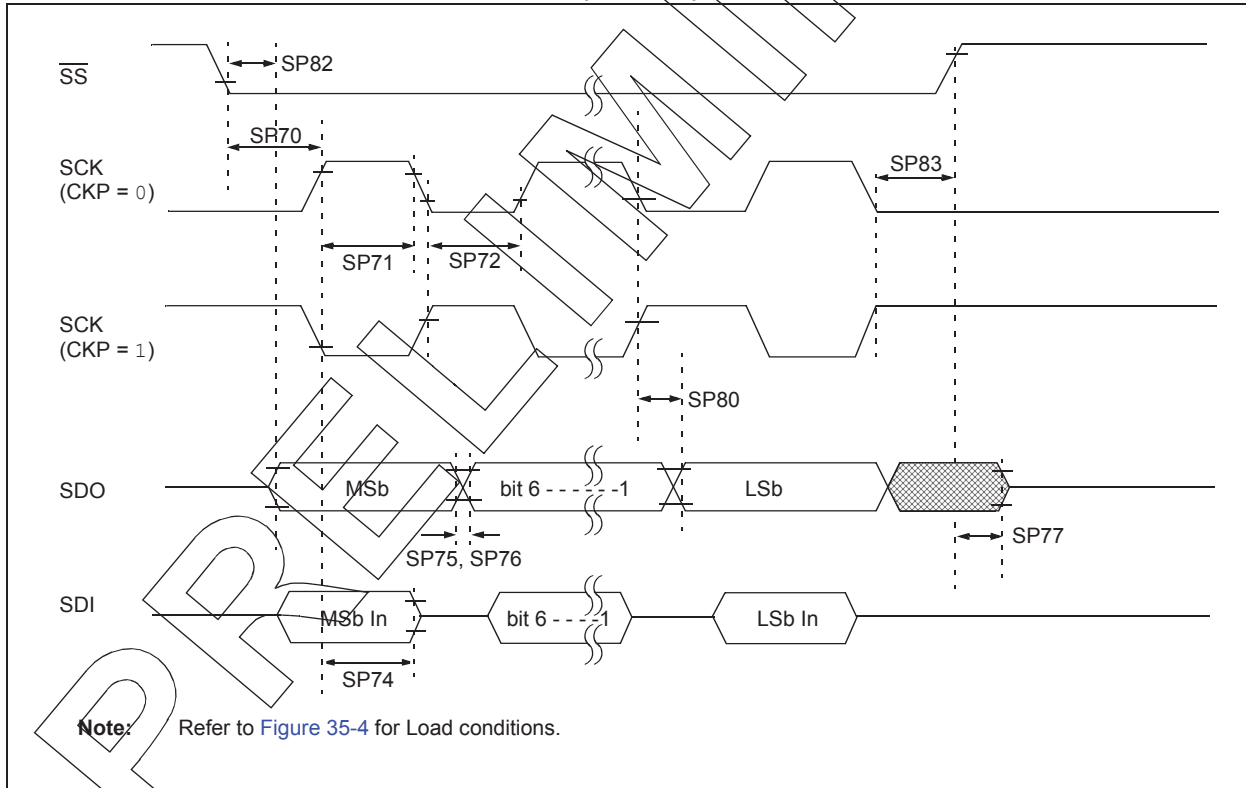 SS
SP82
SP70
SCK
(CKP = 0)
SP83
SP71
SP72
SCK
(CKP = 1)
SP80
SDO
MSb
bit 6 - - - - - -1
LSb
SP75, SP76
SP77
SDI
MSb In
bit 6 - - - -1
LSb In
SP74
Note: Refer to Figure 35-4 for Load conditions.
PRELIMI